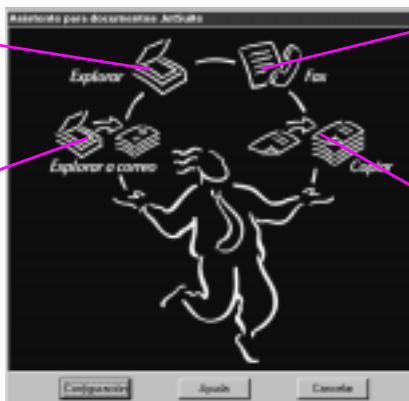 Asistente para documentos JetSuite
Explorar
Fax
Explorar a correo
Copiar
Configuración
Ayuda
Cancelar